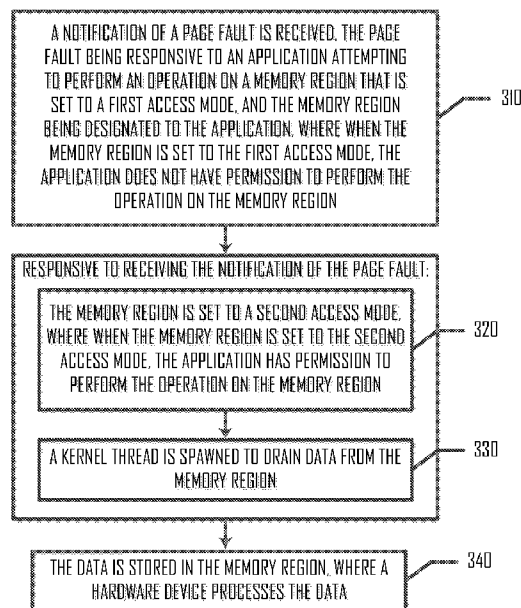 A NOTIFICATION OF A PAGE FAULT IS RECEIVED, THE PAGE
FAULT BEING RESPONSIVE TO AN APPLICATION ATTEMPTING
TO PERFORM AN OPERATION ON A MEMORY REGION THAT IS
SET TO A FIRST ACCESS MODE, AND THE MEMORY REGION
BEING DESIGNATED TO THE APPLICATION, WHERE WHEN THE
MEMORY REGION IS SET TO THE FIRST ACCESS MODE, THE
APPLICATION DOES NOT HAVE PERMISSION TO PERFORM THE
OPERATION ON THE MEMORY REGION
310
RESPONSIVE TO RECEIVING THE NOTIFICATION OF THE PAGE FAULT:
THE MEMORY REGION IS SET TO A SECOND ACCESS MODE,
WHERE WHEN THE MEMORY REGION IS SET TO THE SECOND
ACCESS MODE, THE APPLICATION HAS PERMISSION TO
PERFORM THE OPERATION ON THE MEMORY REGION
320
A KERNEL THREAD IS SPAWNED TO DRAIN DATA FROM THE
MEMORY REGION
330
THE DATA IS STORED IN THE MEMORY REGION, WHERE A
HARDWARE DEVICE PROCESSES THE DATA
340